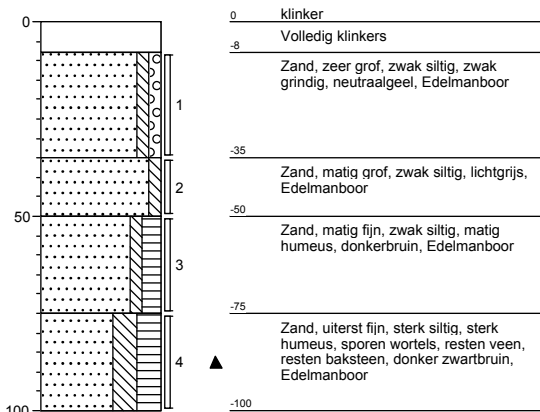 0
50
100
1
2
3
4
0
klinker
Volledig klinkers
-8
Zand, zeer grof, zwak siltig, zwak
grindig, neutraalgeel, Edelmanboor
-35
Zand, matig grof, zwak siltig, lichtgrijs,
Edelmanboor
-50
Zand, matig fijn, zwak siltig, matig
humeus, donkerbruin, Edelmanboor
-75
Zand, uiterst fijn, sterk siltig, sterk
humeus, sporen wortels, resten veen,
resten baksteen, donker zwartbruin,
Edelmanboor
-100